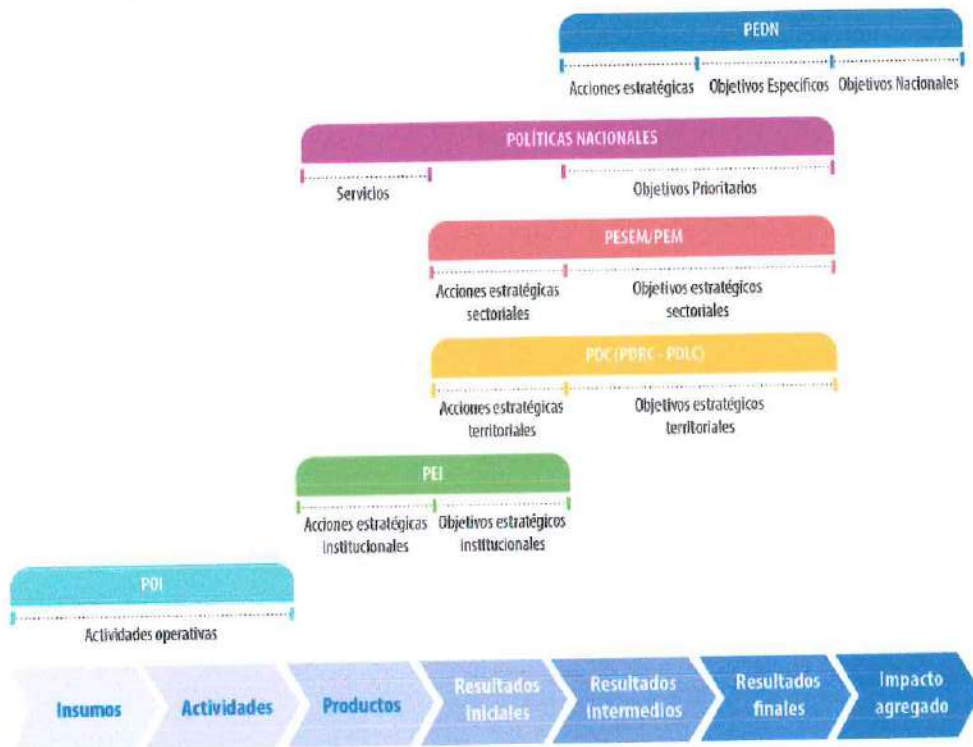 PEDN
Acciones estratégicas Objetivos Específicos Objetivos Nacionales
POLÍTICAS NACIONALES
Servicios Objetivos Prioritarios
PESEM/PEM
Acciones estratégicas
sectoriales
Objetivos estratégicos
sectoriales
PDC (PDRC - PDLC)
Acciones estratégicas
territoriales
Objetivos estratégicos
territoriales
PEI
Acciones estratégicas
institucionales
Objetivos estratégicos
institucionales
POI
Actividades operativas
Insumos
Actividades
Productos
Resultados
iniciales
Resultados
intermedios
Resultados
finales
Impacto
agregado